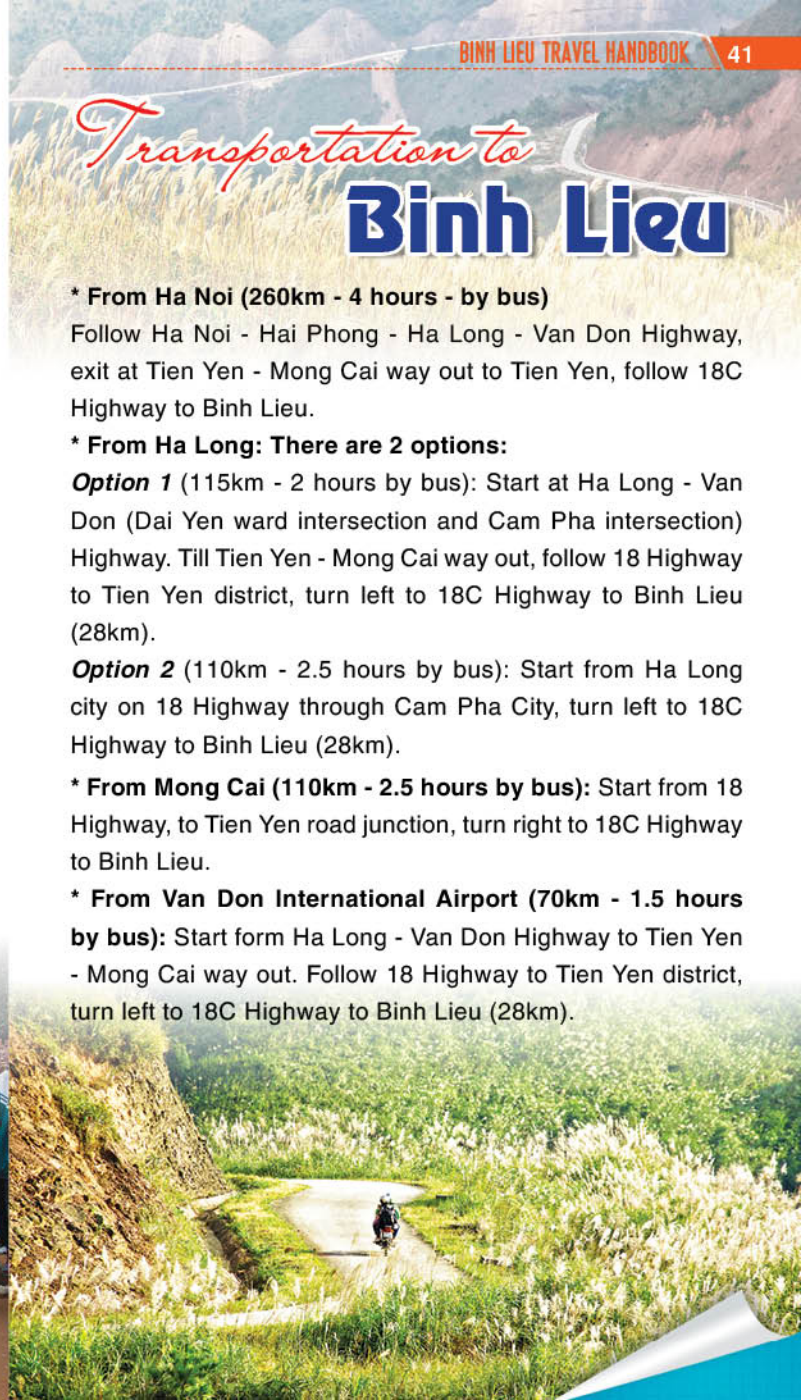 BINH LIEU TRAVEL HANDBOOK 41
Transportation to
Binh Lieu
* From Ha Noi (260km - 4 hours - by bus)
Follow Ha Noi - Hai Phong - Ha Long - Van Don Highway,
exit at Tien Yen - Mong Cai way out to Tien Yen, follow 18C
Highway to Binh Lieu.
* From Ha Long: There are 2 options:
Option 1 (115km - 2 hours by bus): Start at Ha Long - Van
Don (Dai Yen ward intersection and Cam Pha intersection)
Highway. Till Tien Yen - Mong Cai way out, follow 18 Highway
to Tien Yen district, turn left to 18C Highway to Binh Lieu
(28km).
Option 2 (110km - 2.5 hours by bus): Start from Ha Long
city on 18 Highway through Cam Pha City, turn left to 18C
Highway to Binh Lieu (28km).
* From Mong Cai (110km - 2.5 hours by bus): Start from 18
Highway, to Tien Yen road junction, turn right to 18C Highway
to Binh Lieu.
* From Van Don International Airport (70km - 1.5 hours
by bus): Start form Ha Long - Van Don Highway to Tien Yen
- Mong Cai way out. Follow 18 Highway to Tien Yen district,
turn left to 18C Highway to Binh Lieu (28km).